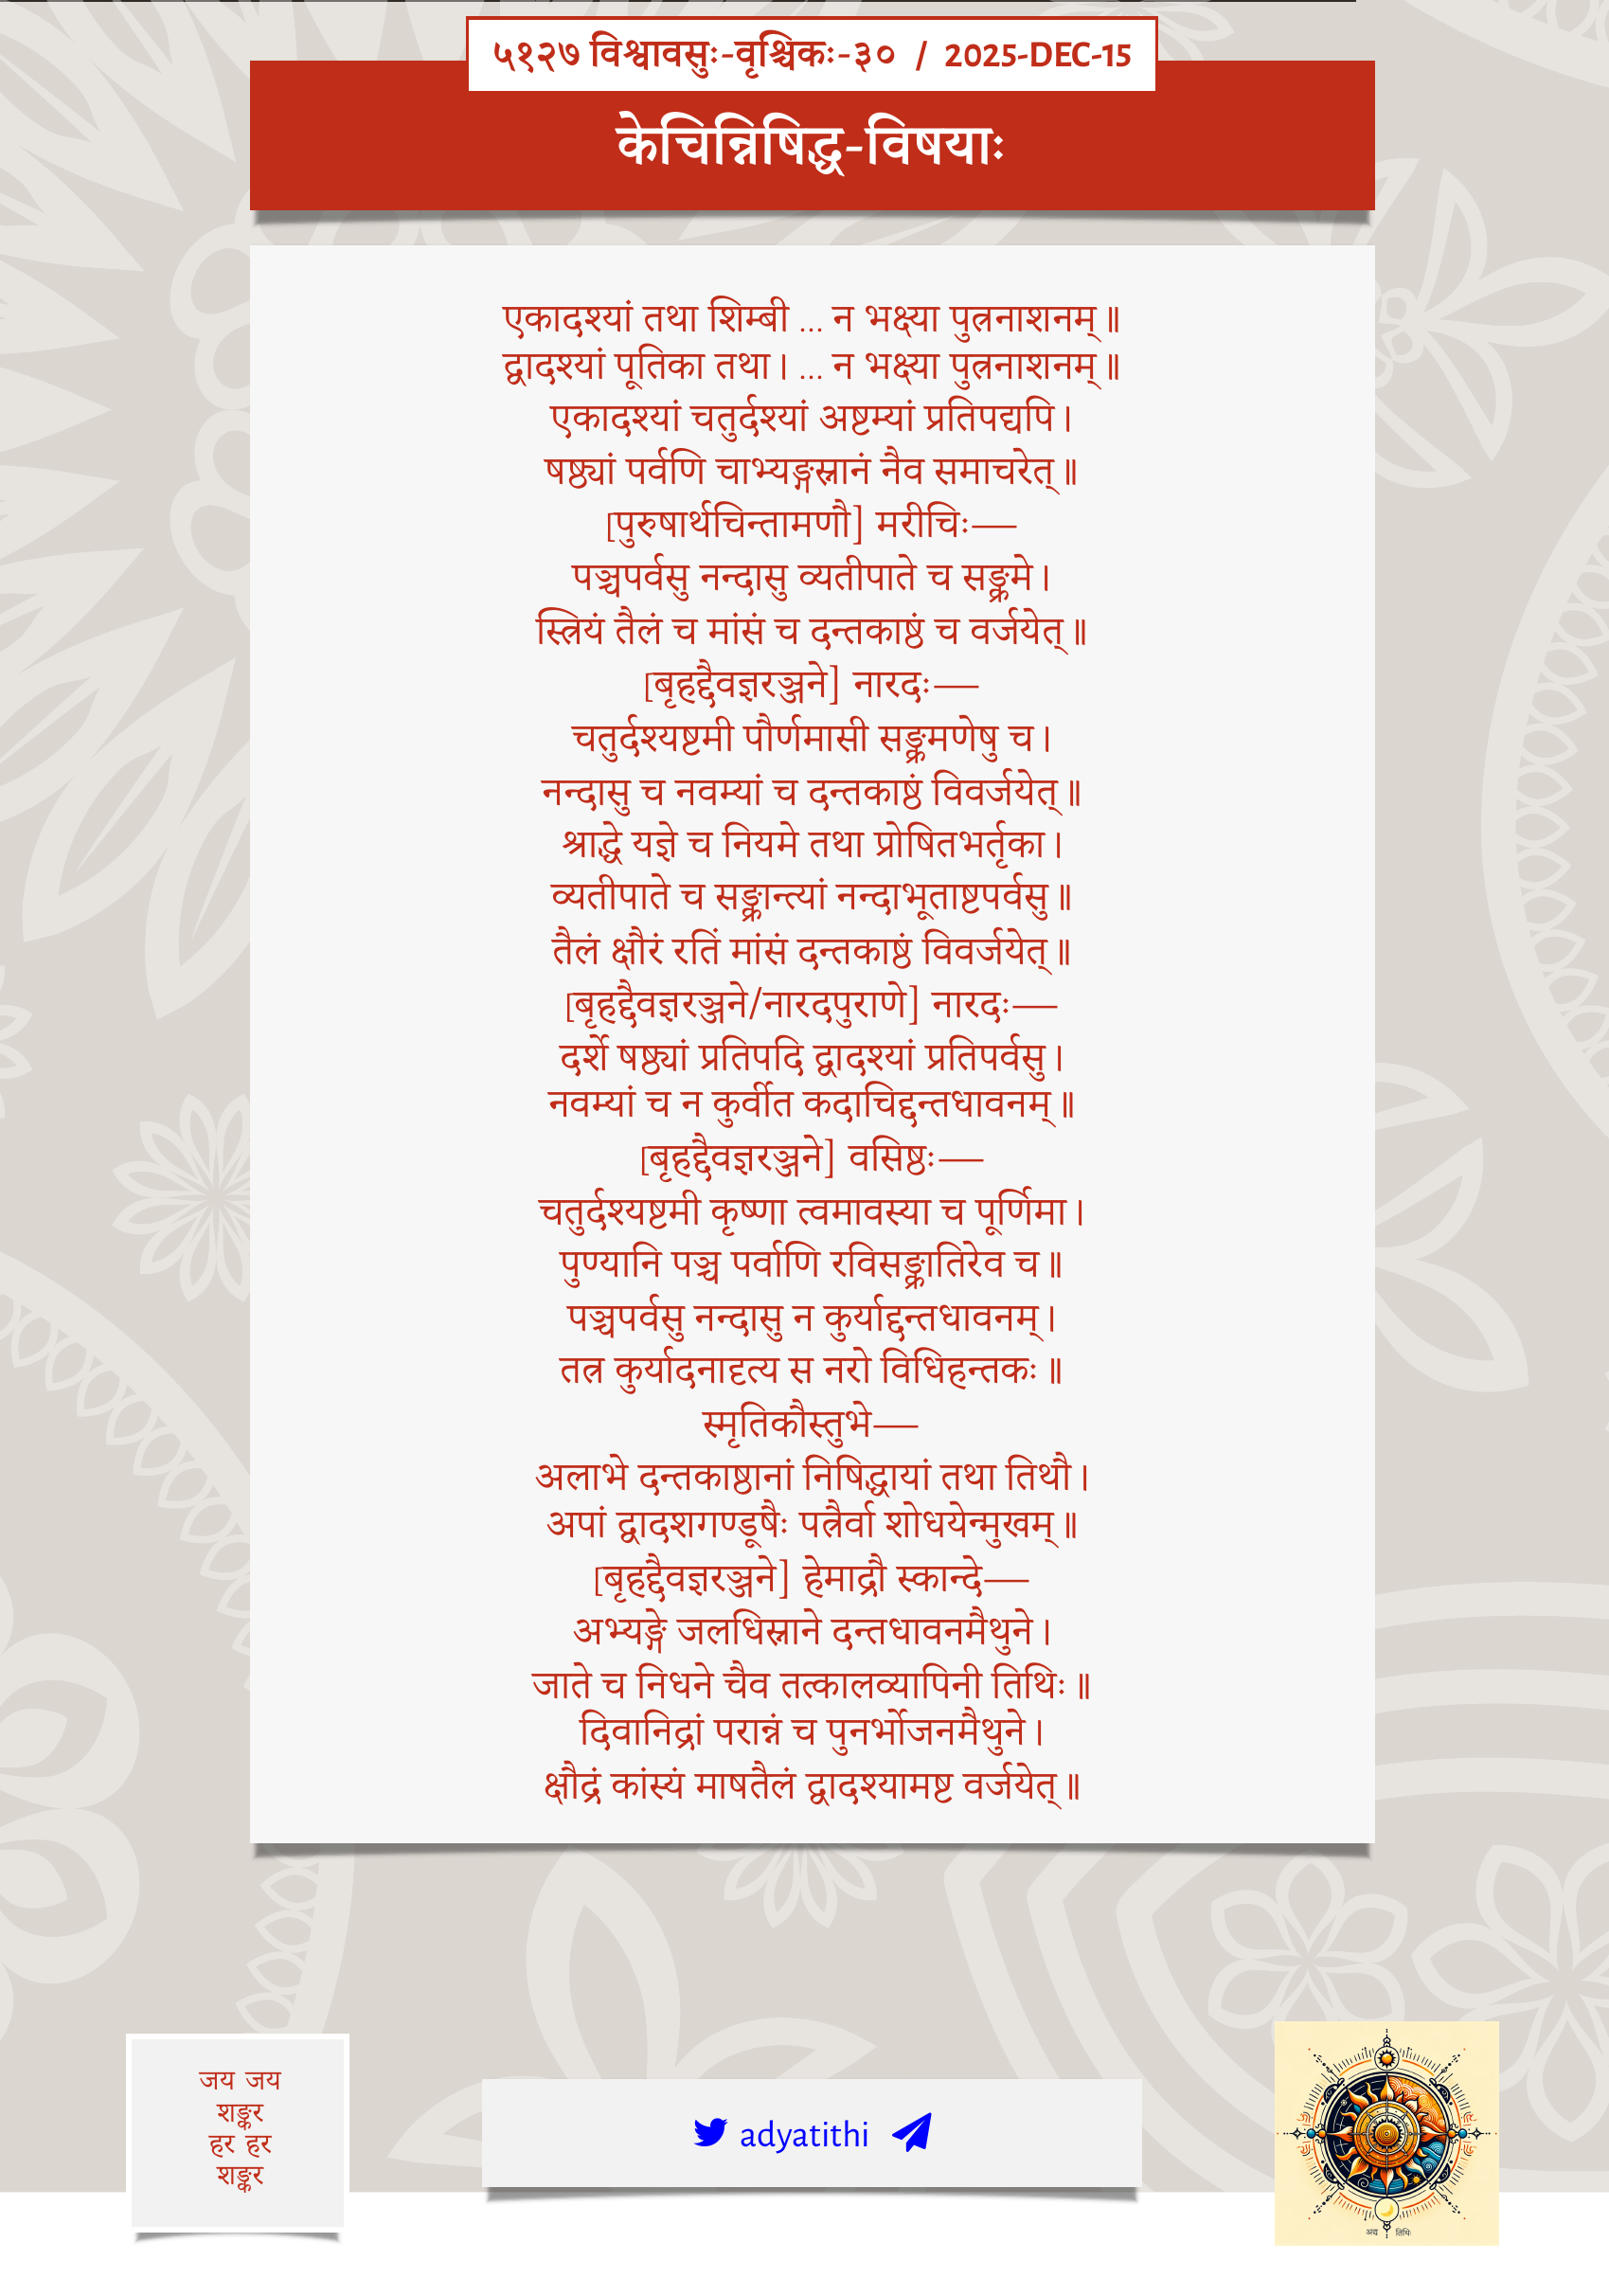 ५१२७ विश्वावसुः-वृश्चिकः-३० / 2025-DEC-15
केचिन्निषिद्ध-विषयाः
एकादश्यां तथा शिम्बी … न भक्ष्या पुत्रनाशनम्॥
द्वादश्यां पूतिका तथा। … न भक्ष्या पुत्रनाशनम्॥
एकादश्यां चतुर्दश्यां अष्टम्यां प्रतिपद्यपि।
षष्ठ्यां पर्वणि चाभ्यङ्गस्नानं नैव समाचरेत्॥
[पुरुषार्थचिन्तामणौ] मरीचिः—
पञ्चपर्वसु नन्दासु व्यतीपाते च सङ्क्रमे।
स्त्रियं तैलं च मांसं च दन्तकाष्ठं च वर्जयेत्॥
[बृहद्दैवज्ञरञ्जने] नारदः—
चतुर्दश्यष्टमी पौर्णमासी सङ्क्रमणेषु च।
नन्दासु च नवम्यां च दन्तकाष्ठं विवर्जयेत्॥
श्राद्धे यज्ञे च नियमे तथा प्रोषितभर्तृका।
व्यतीपाते च सङ्क्रान्त्यां नन्दाभूताष्टपर्वसु॥
तैलं क्षौरं रतिं मांसं दन्तकाष्ठं विवर्जयेत्॥
[बृहद्दैवज्ञरञ्जने/नारदपुराणे] नारदः—
दर्शे षष्ठ्यां प्रतिपदि द्वादश्यां प्रतिपर्वसु।
नवम्यां च न कुर्वीत कदाचिद्दन्तधावनम्॥
[बृहद्दैवज्ञरञ्जने] वसिष्ठः—
चतुर्दश्यष्टमी कृष्णा त्वमावस्या च पूर्णिमा।
पुण्यानि पञ्च पर्वाणि रविसङ्क्रातिरेव च॥
पञ्चपर्वसु नन्दासु न कुर्याद्दन्तधावनम्।
तत्र कुर्यादनादृत्य स नरो विधिहन्तकः॥
स्मृतिकौस्तुभे—
अलाभे दन्तकाष्ठानां निषिद्धायां तथा तिथौ।
अपां द्वादशगण्डूषैः पत्रैर्वा शोधयेन्मुखम्॥
[बृहद्दैवज्ञरञ्जने] हेमाद्रौ स्कान्दे—
अभ्यङ्गे जलधिस्नाने दन्तधावनमैथुने।
जाते च निधने चैव तत्कालव्यापिनी तिथिः॥
दिवानिद्रां परान्नं च पुनर्भोजनमैथुने।
क्षौद्रं कांस्यं माषतैलं द्वादश्यामष्ट वर्जयेत्॥
जय जय
शङ्कर
हर हर
शङ्कर
adyatithi
अद्य तिथिः